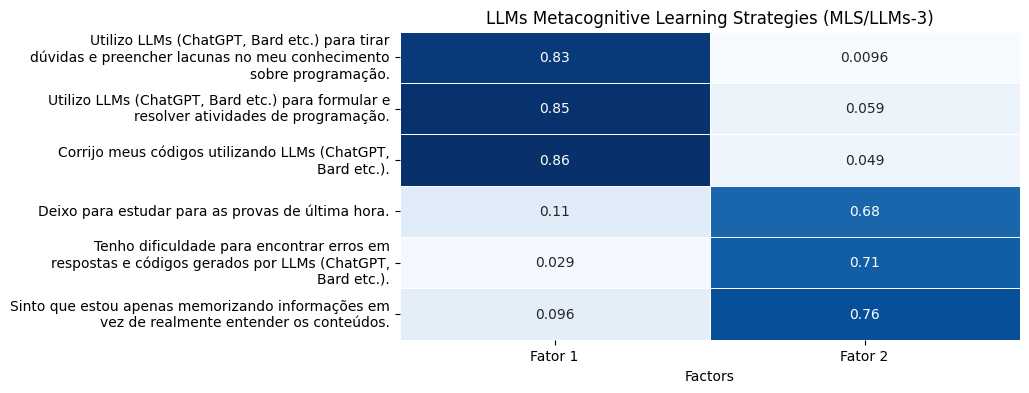 LLMs Metacognitive Learning Strategies (MLS/LLMs-3)
Utilizo LLMs (ChatGPT, Bard etc.) para tirar
dúvidas e preencher lacunas no meu conhecimento
sobre programação.
0.83
0.0096
Utilizo LLMs (ChatGPT, Bard etc.) para formular e
resolver atividades de programação.
0.85
0.059
Corrijo meus códigos utilizando LLMs (ChatGPT,
Bard etc.).
0.86
0.049
Deixo para estudar para as provas de última hora.
0.11
0.68
Tenho dificuldade para encontrar erros em
respostas e códigos gerados por LLMs (ChatGPT,
Bard etc.).
0.029
0.71
Sinto que estou apenas memorizando informações em
vez de realmente entender os conteúdos.
0.096
0.76
Fator 1
Fator 2
Factors